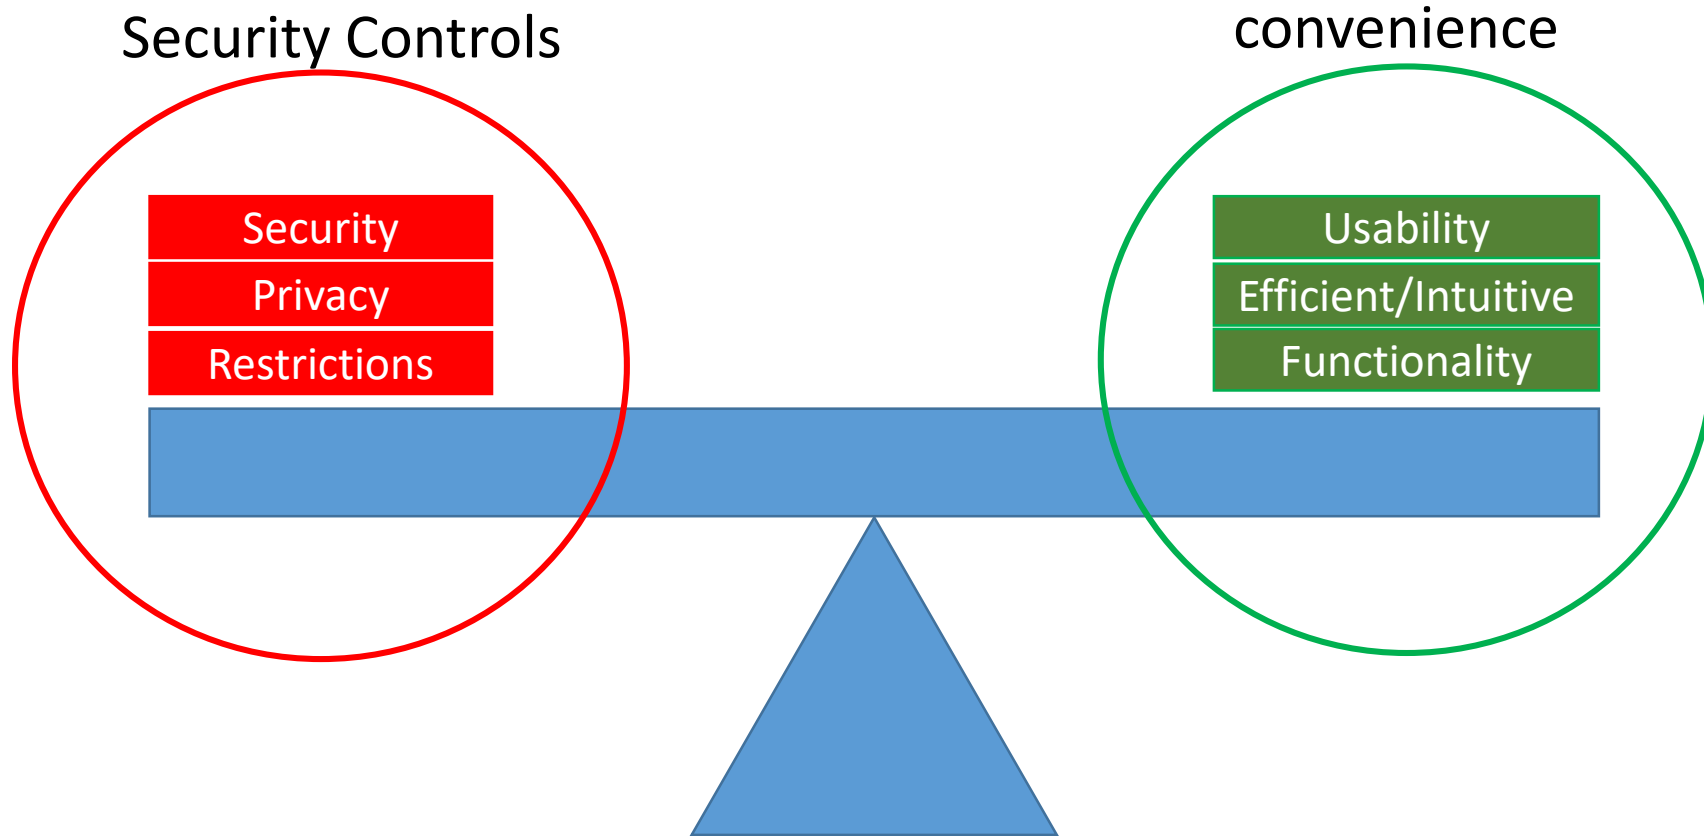 Security Controls
Security
Privacy
Restrictions
convenience
Usability
Efficient/Intuitive
Functionality